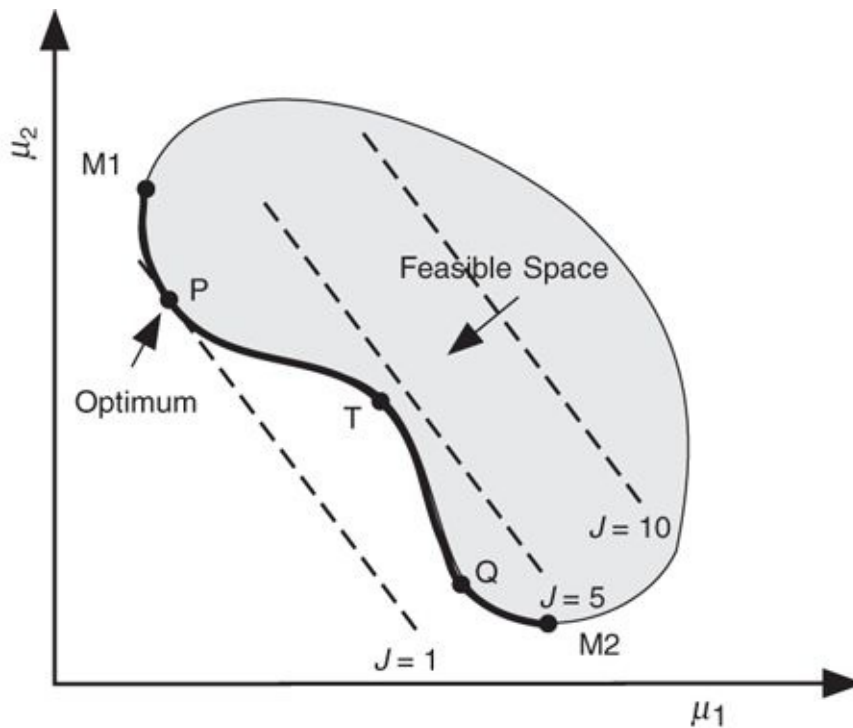 μ2
M1
P
Feasible Space
Optimum
T
J = 10
Q
J = 5
M2
J = 1
μ1